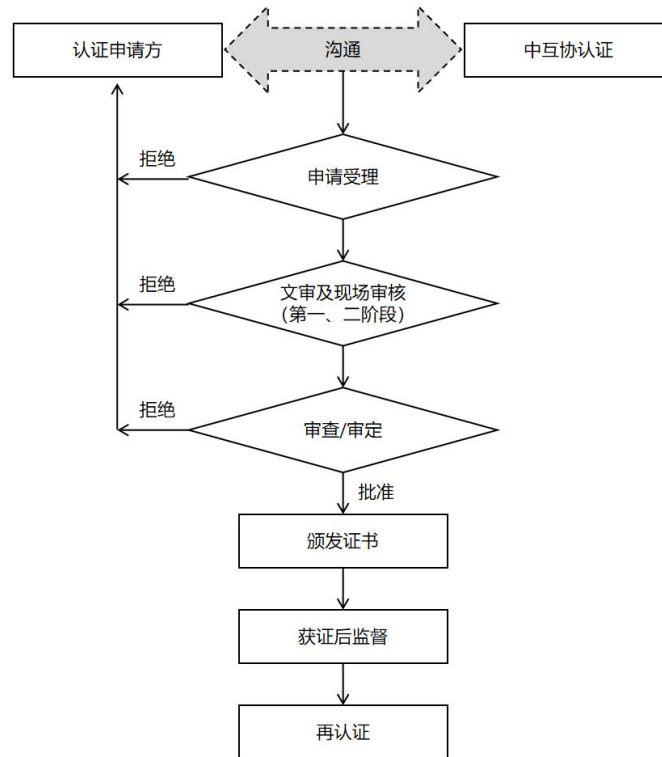 认证申请方
沟通
中互协认证
拒绝
申请受理
拒绝
文审及现场审核
(第一、二阶段)
拒绝
审查/审定
批准
颁发证书
获证后监督
再认证